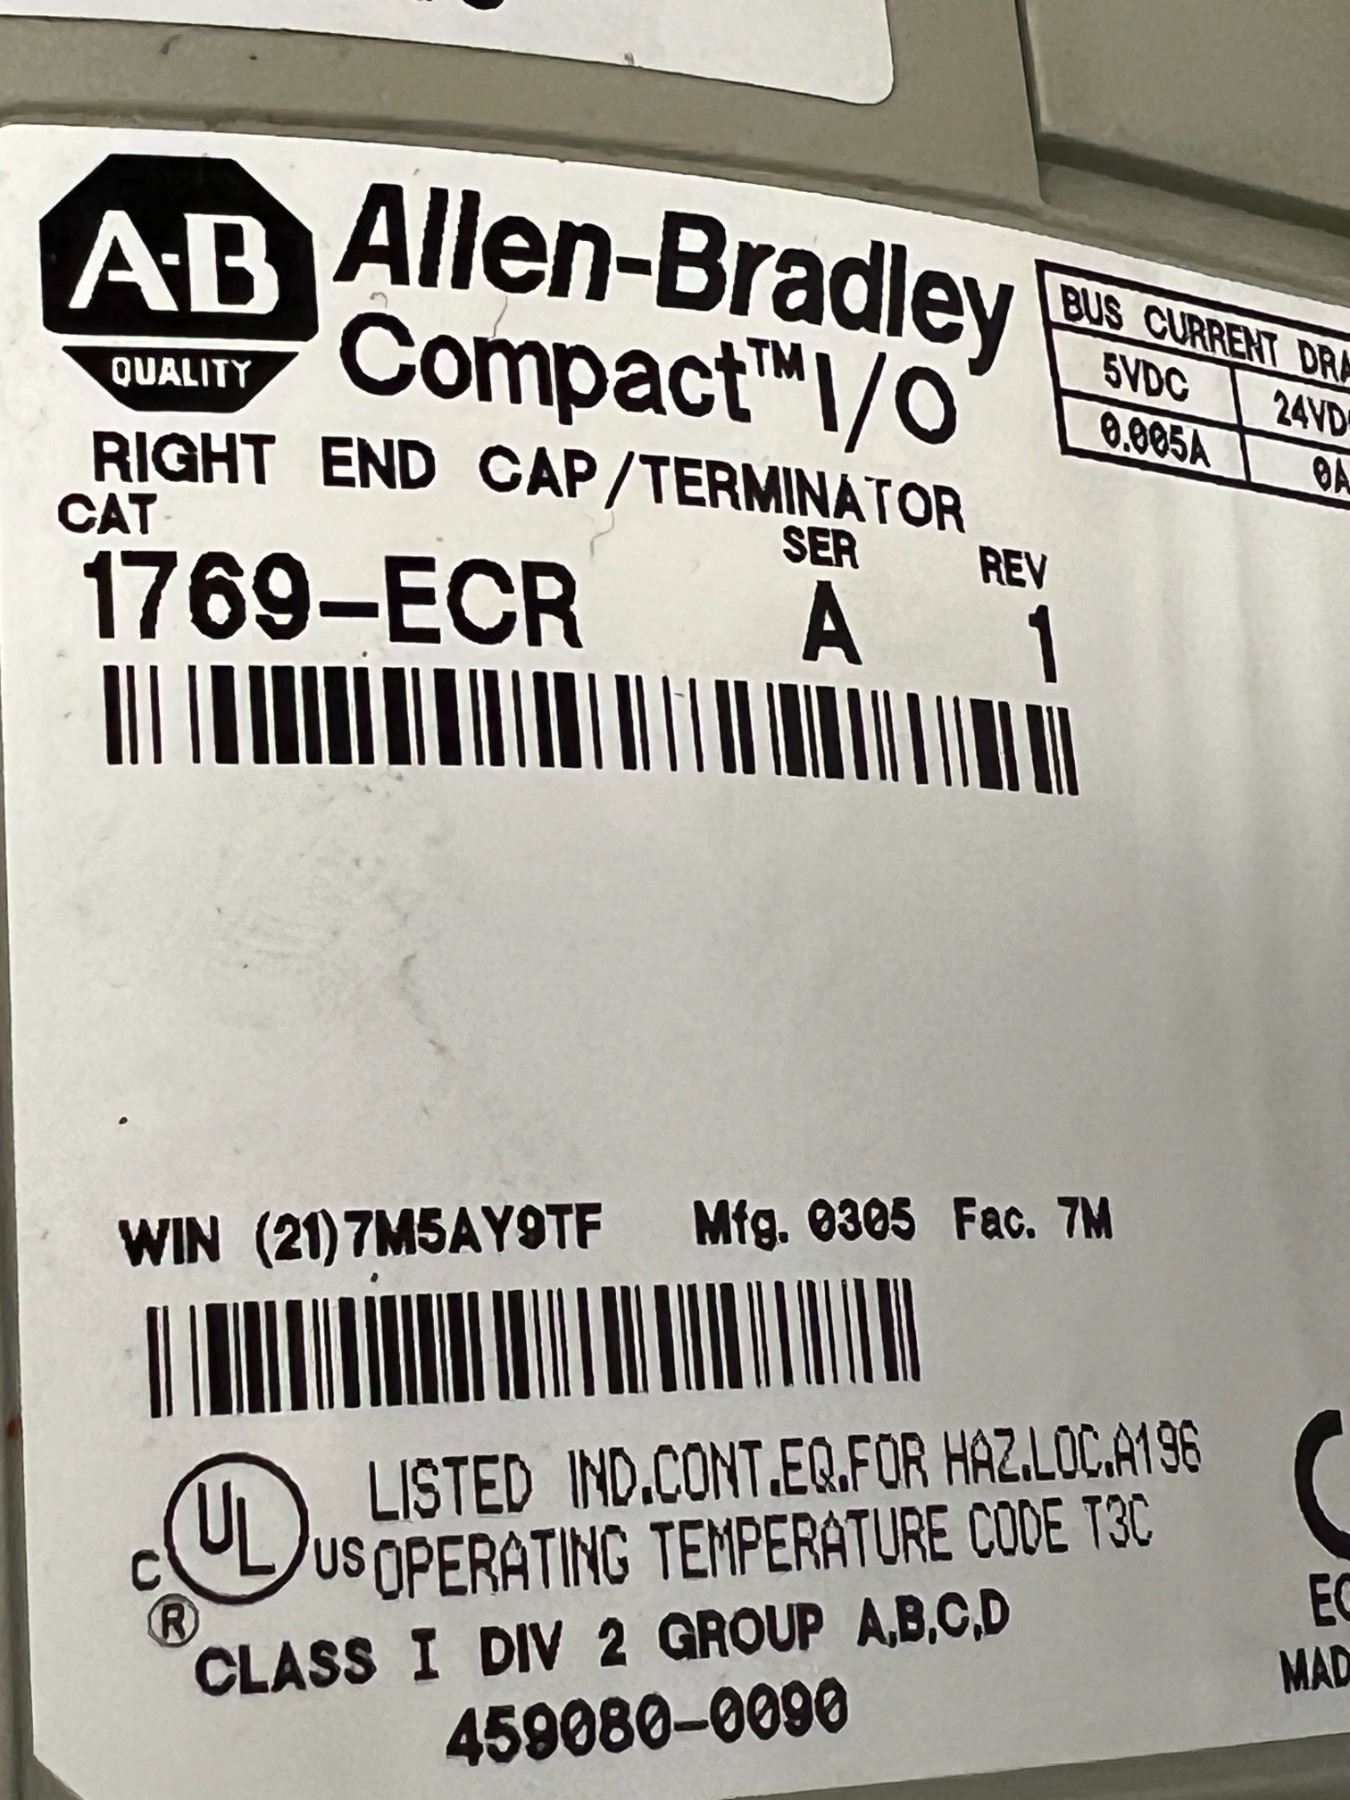 A-B
QUALITY
Allen-Bradley
Compact™ I/O
BUS CURRENT
5VDC
0.005A
0A
RIGHT END CAP/TERMINATOR
CAT
1769-ECR
SER
A
REV
1
WIN (21)7M5AY9TF Mfg. 0305 Fac. 7M
C UL US
®
LISTED IND.CONT.EQ.FOR HAZ.LOC.A196
OPERATING TEMPERATURE CODE T3C
CLASS I DIV 2 GROUP A,B,C,D
459080-0090